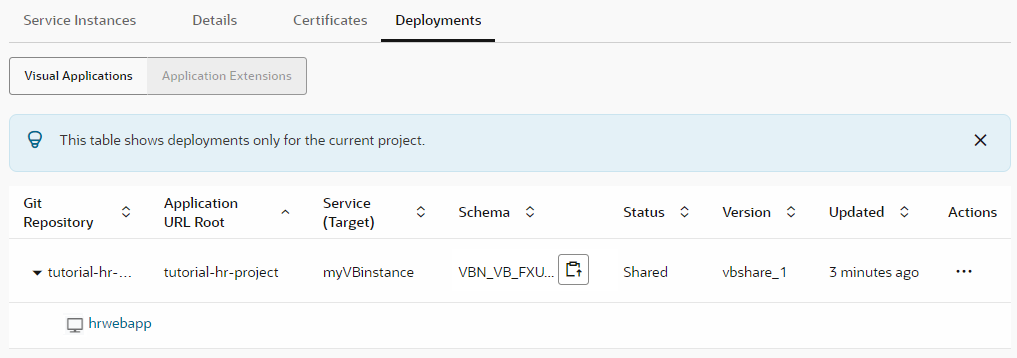 Service Instances Details Certificates Deployments
Visual Applications Application Extensions
This table shows deployments only for the current project.
Git Repository Application URL Root Service (Target) Schema Status Version Updated Actions
tutorial-hr-... tutorial-hr-project myVBinstance VBN_VB_FXU... Shared vbshare_1 3 minutes ago
hrwebapp